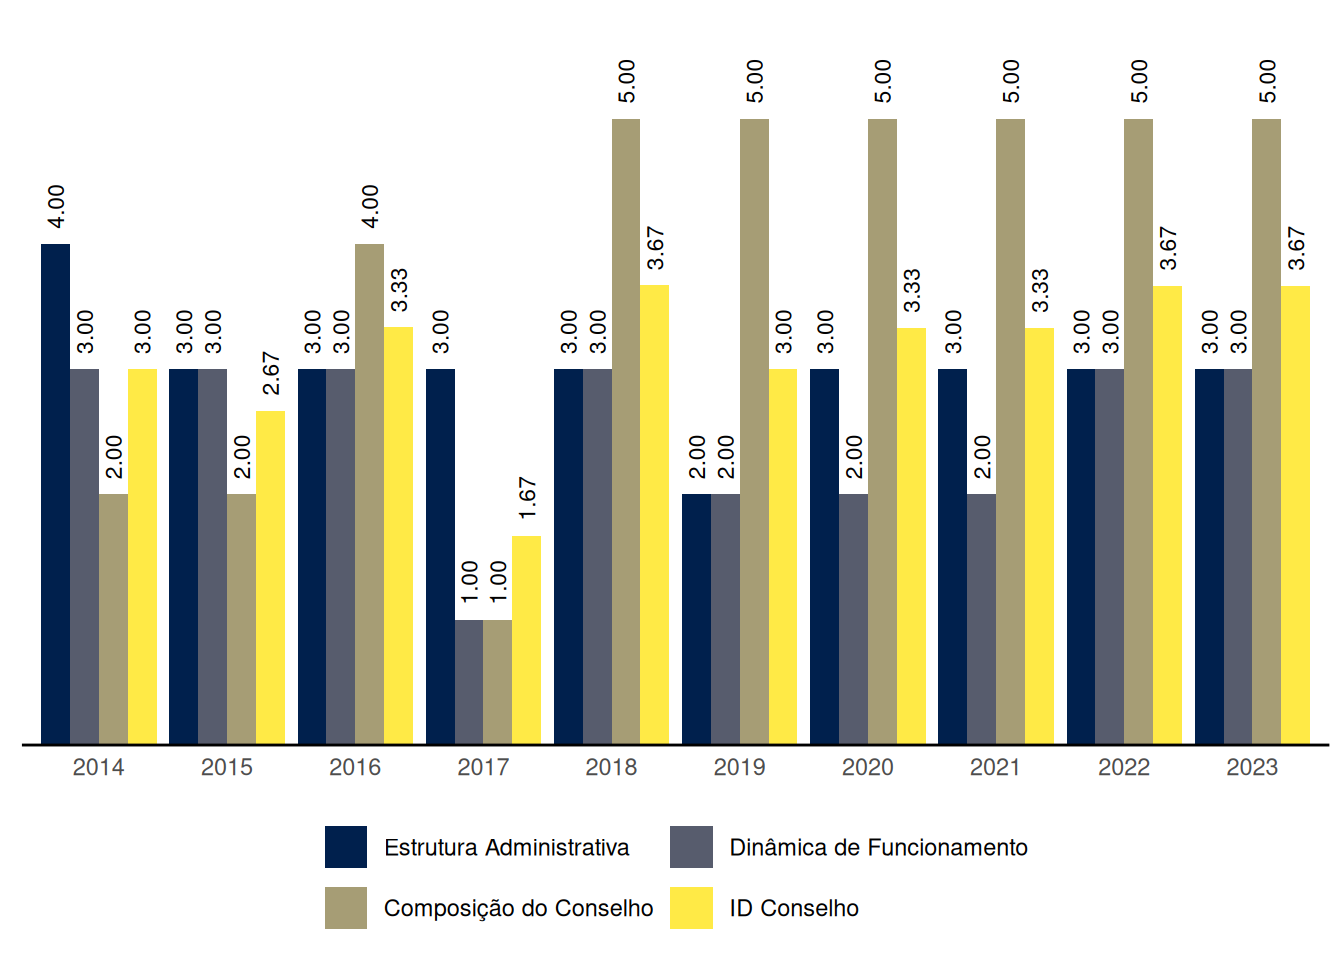 4.00 3.00 2.00 3.00 3.00 3.00 2.00 2.67 3.00 3.00 4.00 3.33 3.00 1.00 1.00 1.67 3.00 3.00 5.00 3.67 2.00 2.00 5.00 3.00 3.00 2.00 5.00 3.33 3.00 2.00 5.00 3.33 3.00 3.00 5.00 3.67 3.00 3.00 5.00 3.67
2014 2015 2016 2017 2018 2019 2020 2021 2022 2023
Estrutura Administrativa Dinâmica de Funcionamento
Composição do Conselho ID Conselho